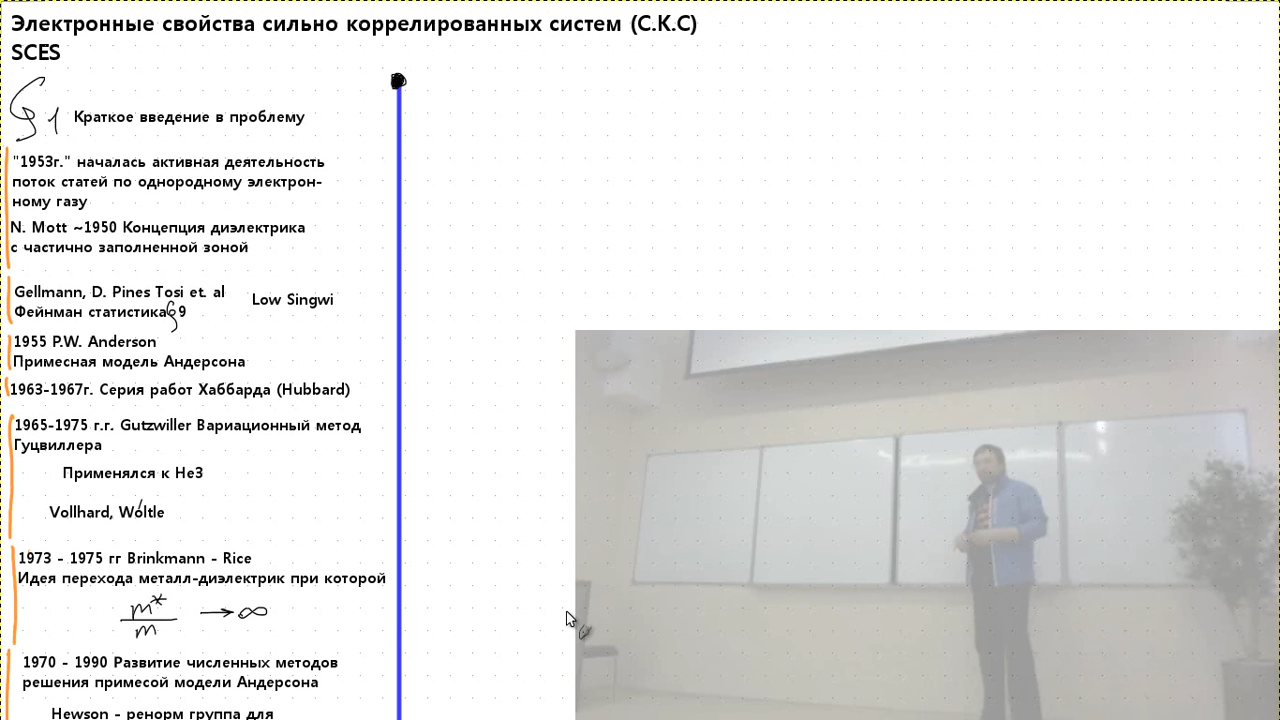 Электронные свойства сильно коррелированных систем (С.К.С)
SCES
§1 Краткое введение в проблему
"1953г." началась активная деятельность
поток статей по однородному электрон-
ному газу
N. Mott ~1950 Концепция диэлектрика
с частично заполненной зоной
Gellmann, D. Pines Tosi et. al
Low Singwi
Фейнман статистика§ 9
1955 P.W. Anderson
Примесная модель Андерсона
1963-1967г. Серия работ Хаббарда (Hubbard)
1965-1975 г.г. Gutzwiller Вариационный метод
Гуцвиллера
Применялся к He3
Vollhard, Woltle
1973 - 1975 гг Brinkmann - Rice
Идея перехода металл-диэлектрик при которой
m*/m → ∞
1970 - 1990 Развитие численных методов
решения примесой модели Андерсона
Hewson - ренорм группа для